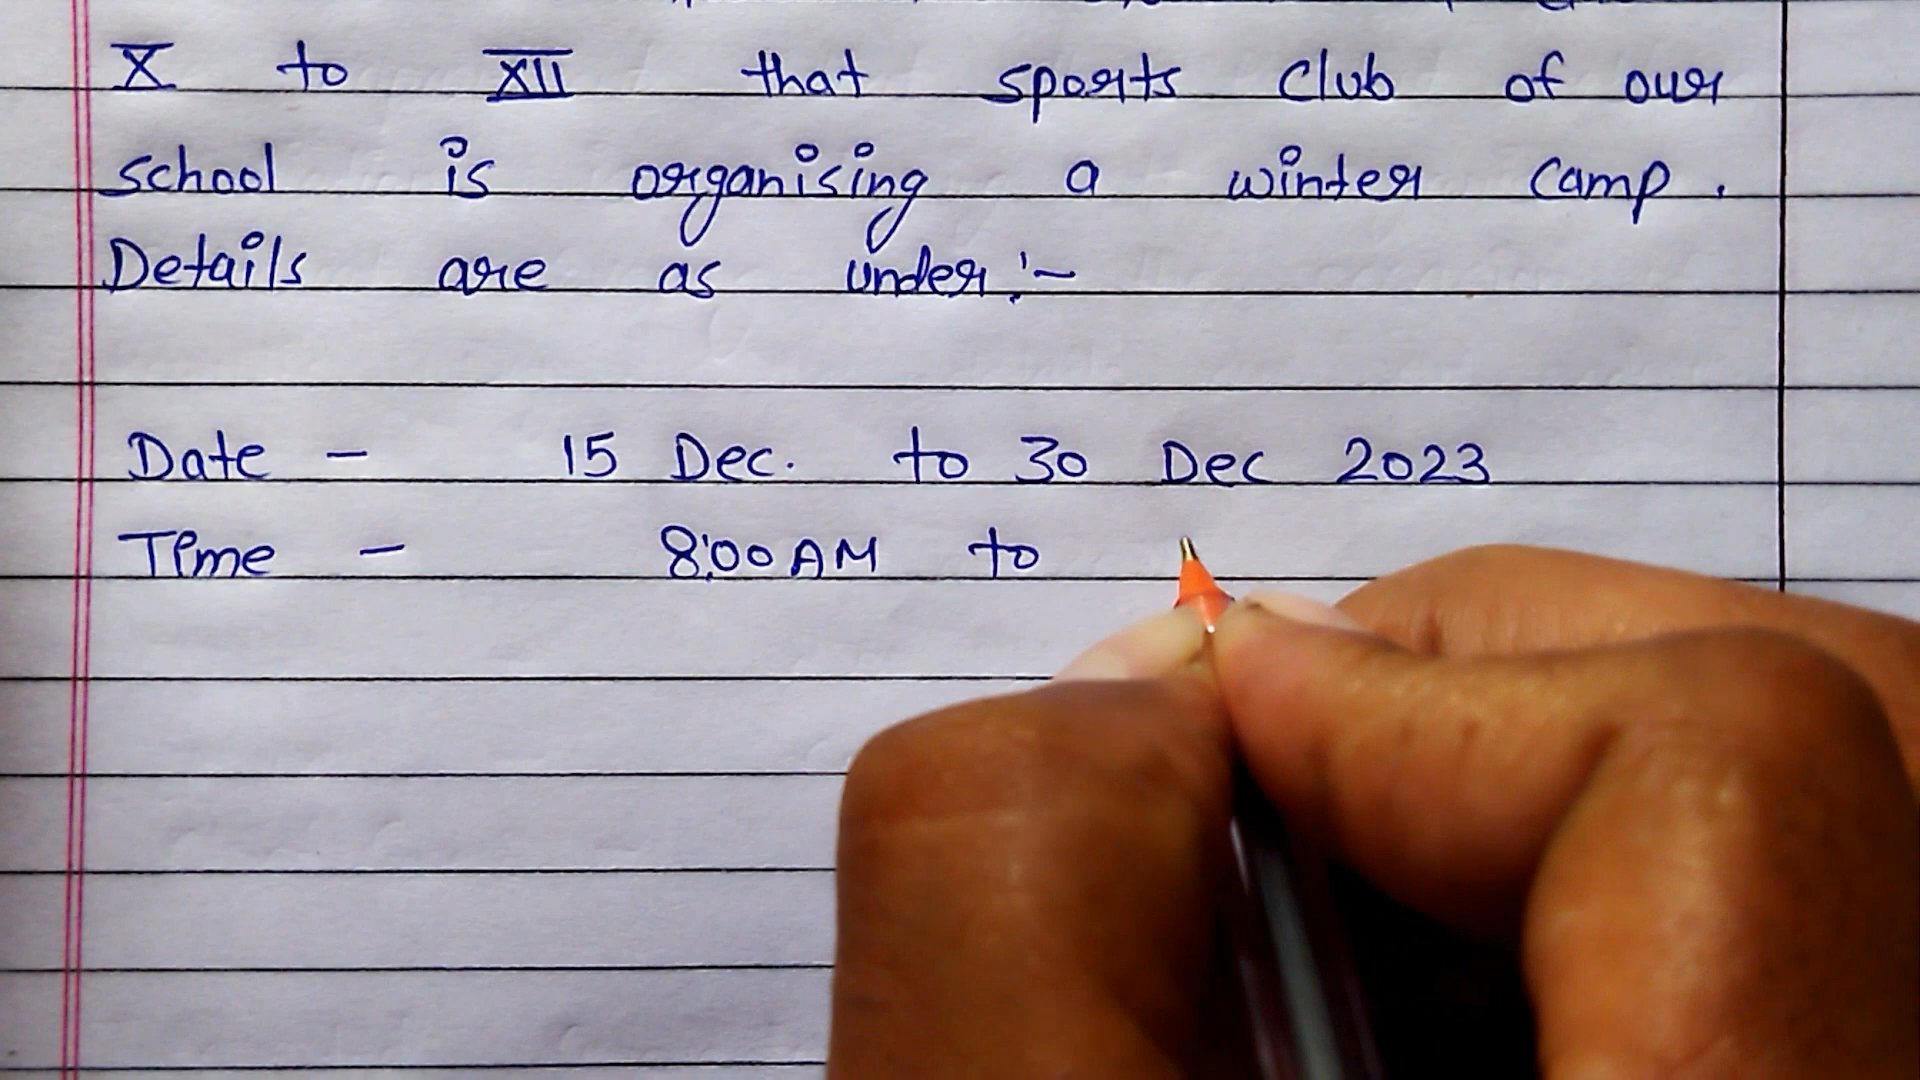 X to XII that sports club of our
school is organising a winter camp.
Details are as under:-
Date - 15 Dec. to 30 Dec 2023
Time - 8:00 AM to